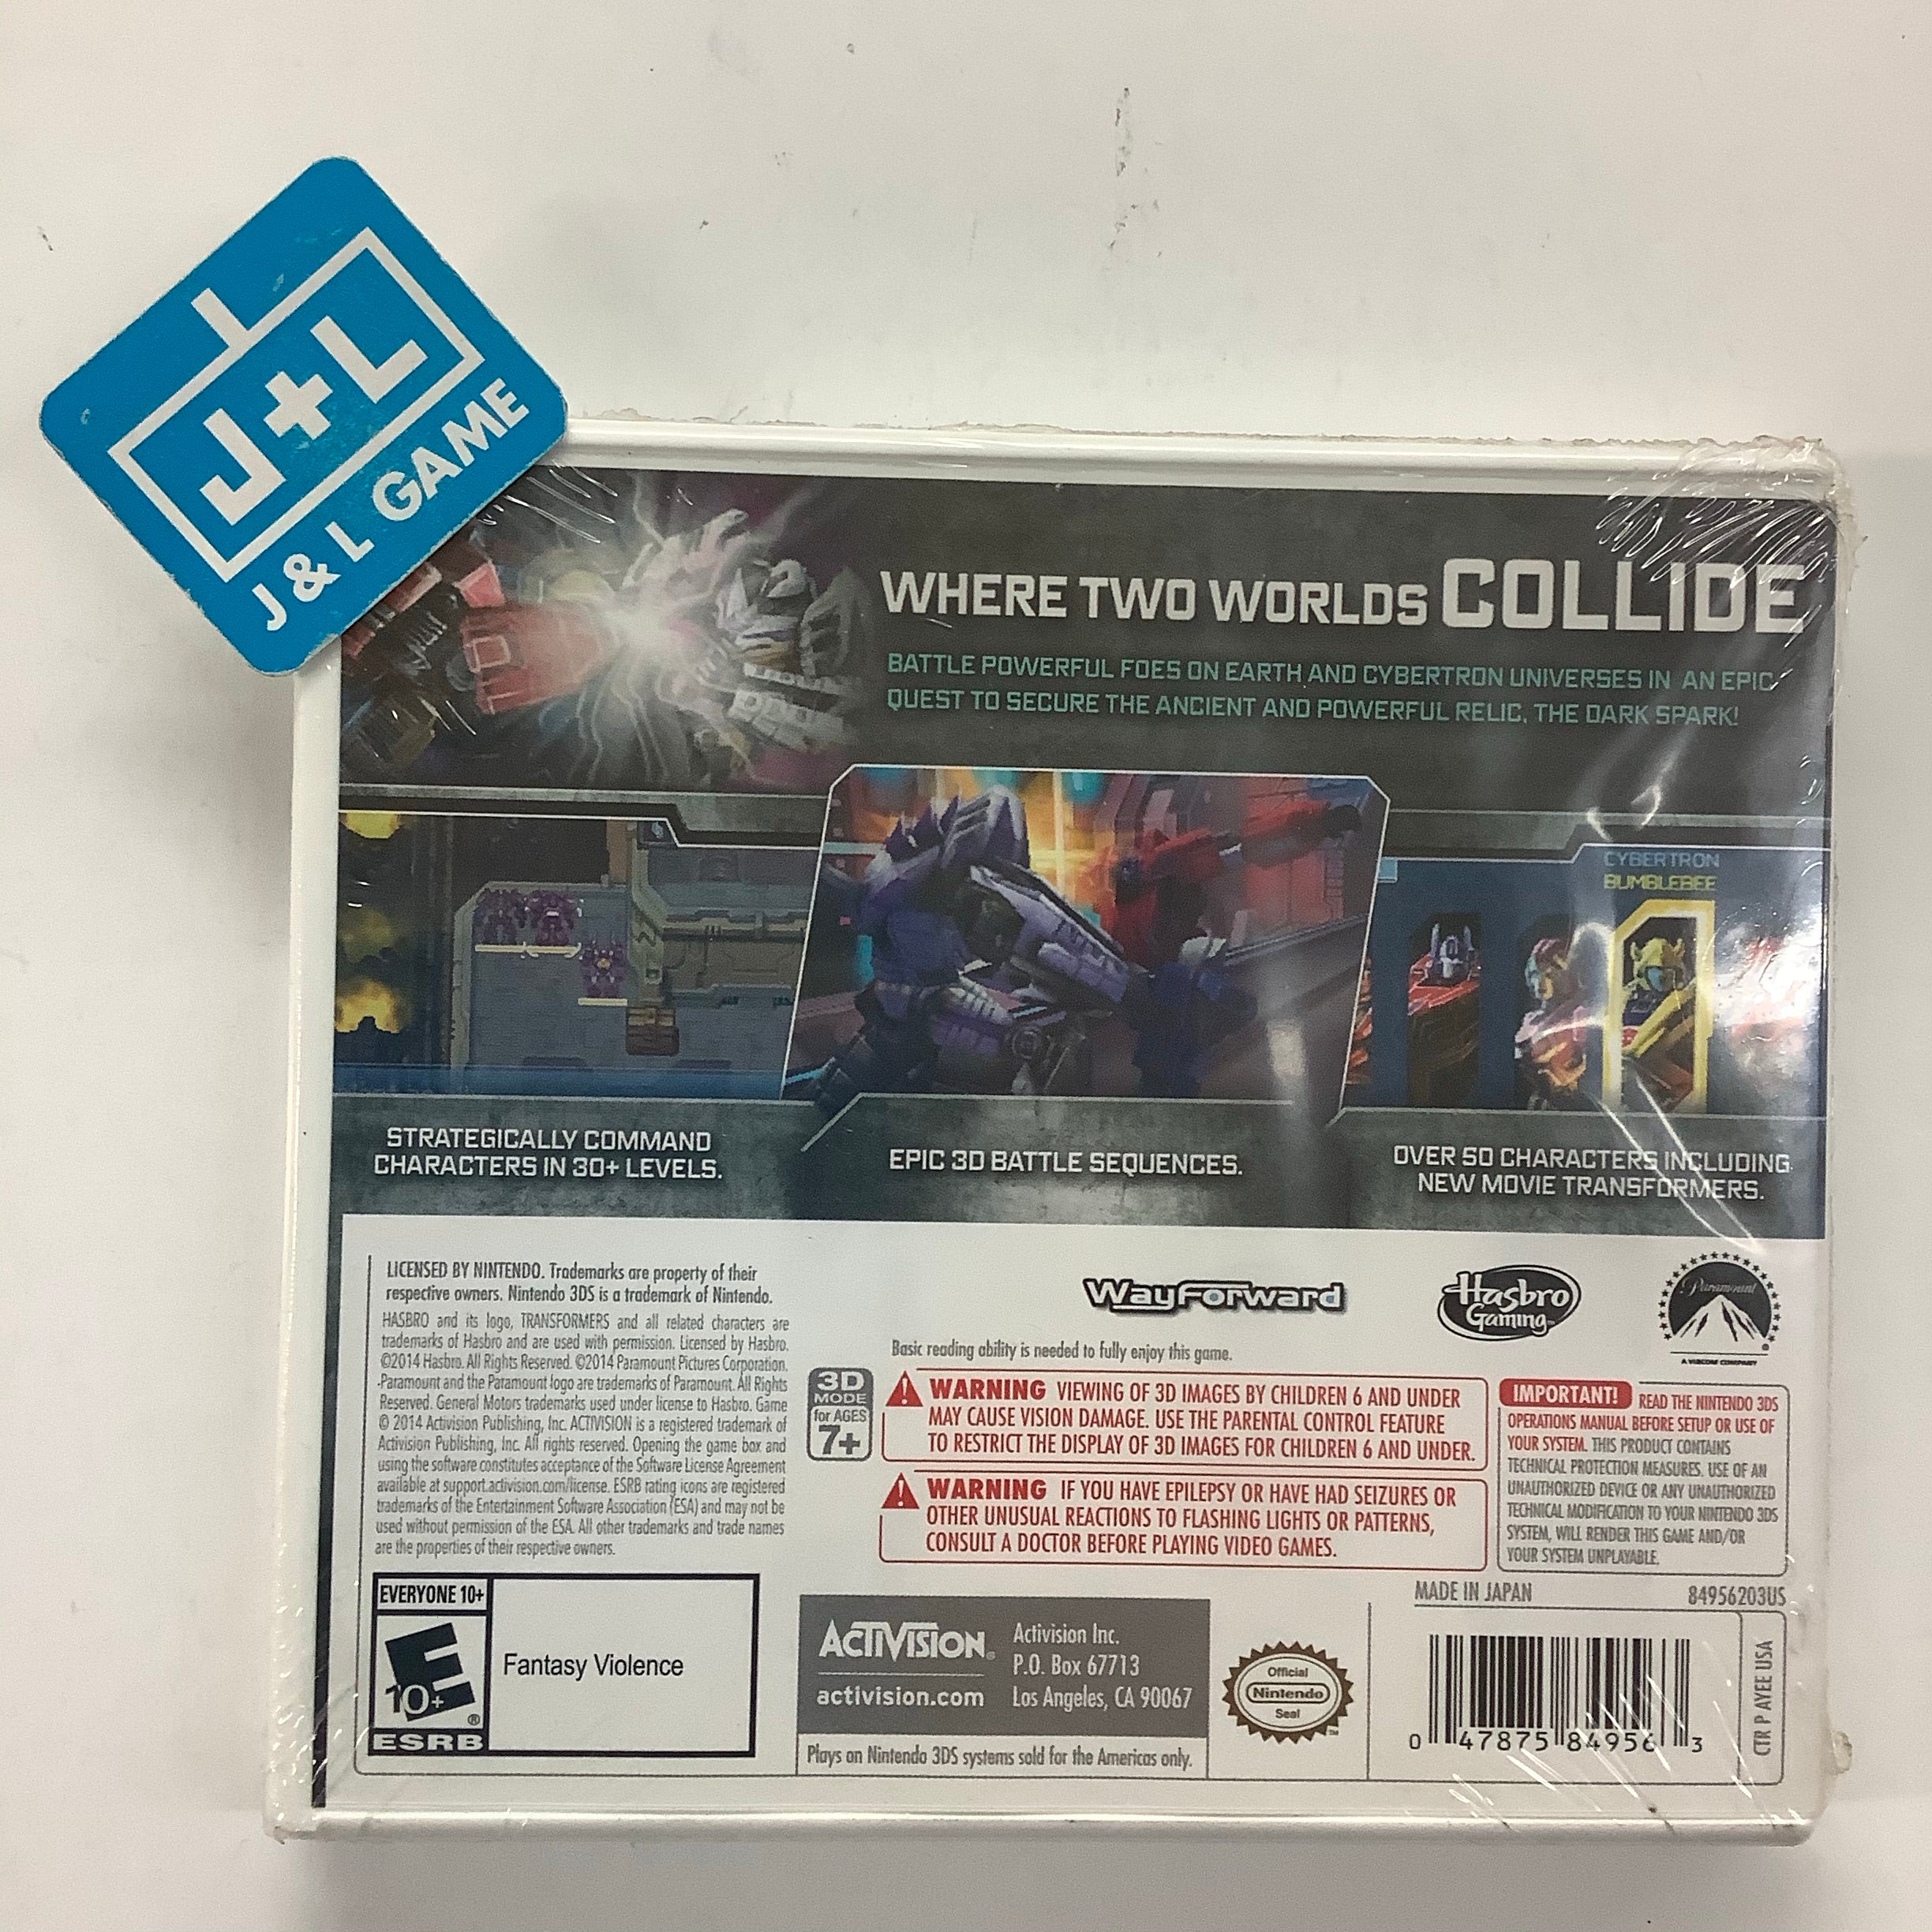 J+L
J & L GAME
WHERE TWO WORLDS COLLIDE
BATTLE POWERFUL FOES ON EARTH AND CYBERTRON UNIVERSES IN AN EPIC
QUEST TO SECURE THE ANCIENT AND POWERFUL RELIC, THE DARK SPARK!
CYBERTRON
BUMBLEBEE
STRATEGICALLY COMMAND
CHARACTERS IN 30+ LEVELS.
EPIC 3D BATTLE SEQUENCES.
OVER 50 CHARACTERS INCLUDING
NEW MOVIE TRANSFORMERS.
LICENSED BY NINTENDO. Trademarks are property of their
respective owners. Nintendo 3DS is a trademark of Nintendo.
HASBRO and its logo, TRANSFORMERS and all related characters are
trademarks of Hasbro and are used with permission. Licensed by Hasbro.
©2014 Hasbro. All Rights Reserved. ©2014 Paramount Pictures Corporation.
Paramount and the Paramount logo are trademarks of Paramount. All Rights
Reserved. General Motors trademarks used under license to Hasbro. Game
© 2014 Activision Publishing, Inc. ACTIVISION is a registered trademark of
Activision Publishing, Inc. All rights reserved. Opening the game box and
using the software constitutes acceptance of the Software License Agreement
available at support.activision.com/license. ESRB rating icons are registered
trademarks of the Entertainment Software Association (ESA) and may not be
used without permission of the ESA. All other trademarks and trade names
are the properties of their respective owners.
WayForward
Hasbro
Gaming
Paramount
A VIACOM COMPANY
Basic reading ability is needed to fully enjoy this game.
3D
MODE
for AGES
7+
WARNING VIEWING OF 3D IMAGES BY CHILDREN 6 AND UNDER
MAY CAUSE VISION DAMAGE. USE THE PARENTAL CONTROL FEATURE
TO RESTRICT THE DISPLAY OF 3D IMAGES FOR CHILDREN 6 AND UNDER.
WARNING IF YOU HAVE EPILEPSY OR HAVE HAD SEIZURES OR
OTHER UNUSUAL REACTIONS TO FLASHING LIGHTS OR PATTERNS,
CONSULT A DOCTOR BEFORE PLAYING VIDEO GAMES.
IMPORTANT! READ THE NINTENDO 3DS
OPERATIONS MANUAL BEFORE SETUP OR USE OF
YOUR SYSTEM. THIS PRODUCT CONTAINS
TECHNICAL PROTECTION MEASURES. USE OF AN
UNAUTHORIZED DEVICE OR ANY UNAUTHORIZED
TECHNICAL MODIFICATION TO YOUR NINTENDO 3DS
SYSTEM, WILL RENDER THIS GAME AND/OR
YOUR SYSTEM UNPLAYABLE.
MADE IN JAPAN 84956203US
EVERYONE 10+
E
10+
®
ESRB
Fantasy Violence
ACTIVISION®
activision.com
Activision Inc.
P.O. Box 67713
Los Angeles, CA 90067
Plays on Nintendo 3DS systems sold for the Americas only.
Official
Nintendo
Seal
TM
0 47875 84956 3
CTR P AYEE USA